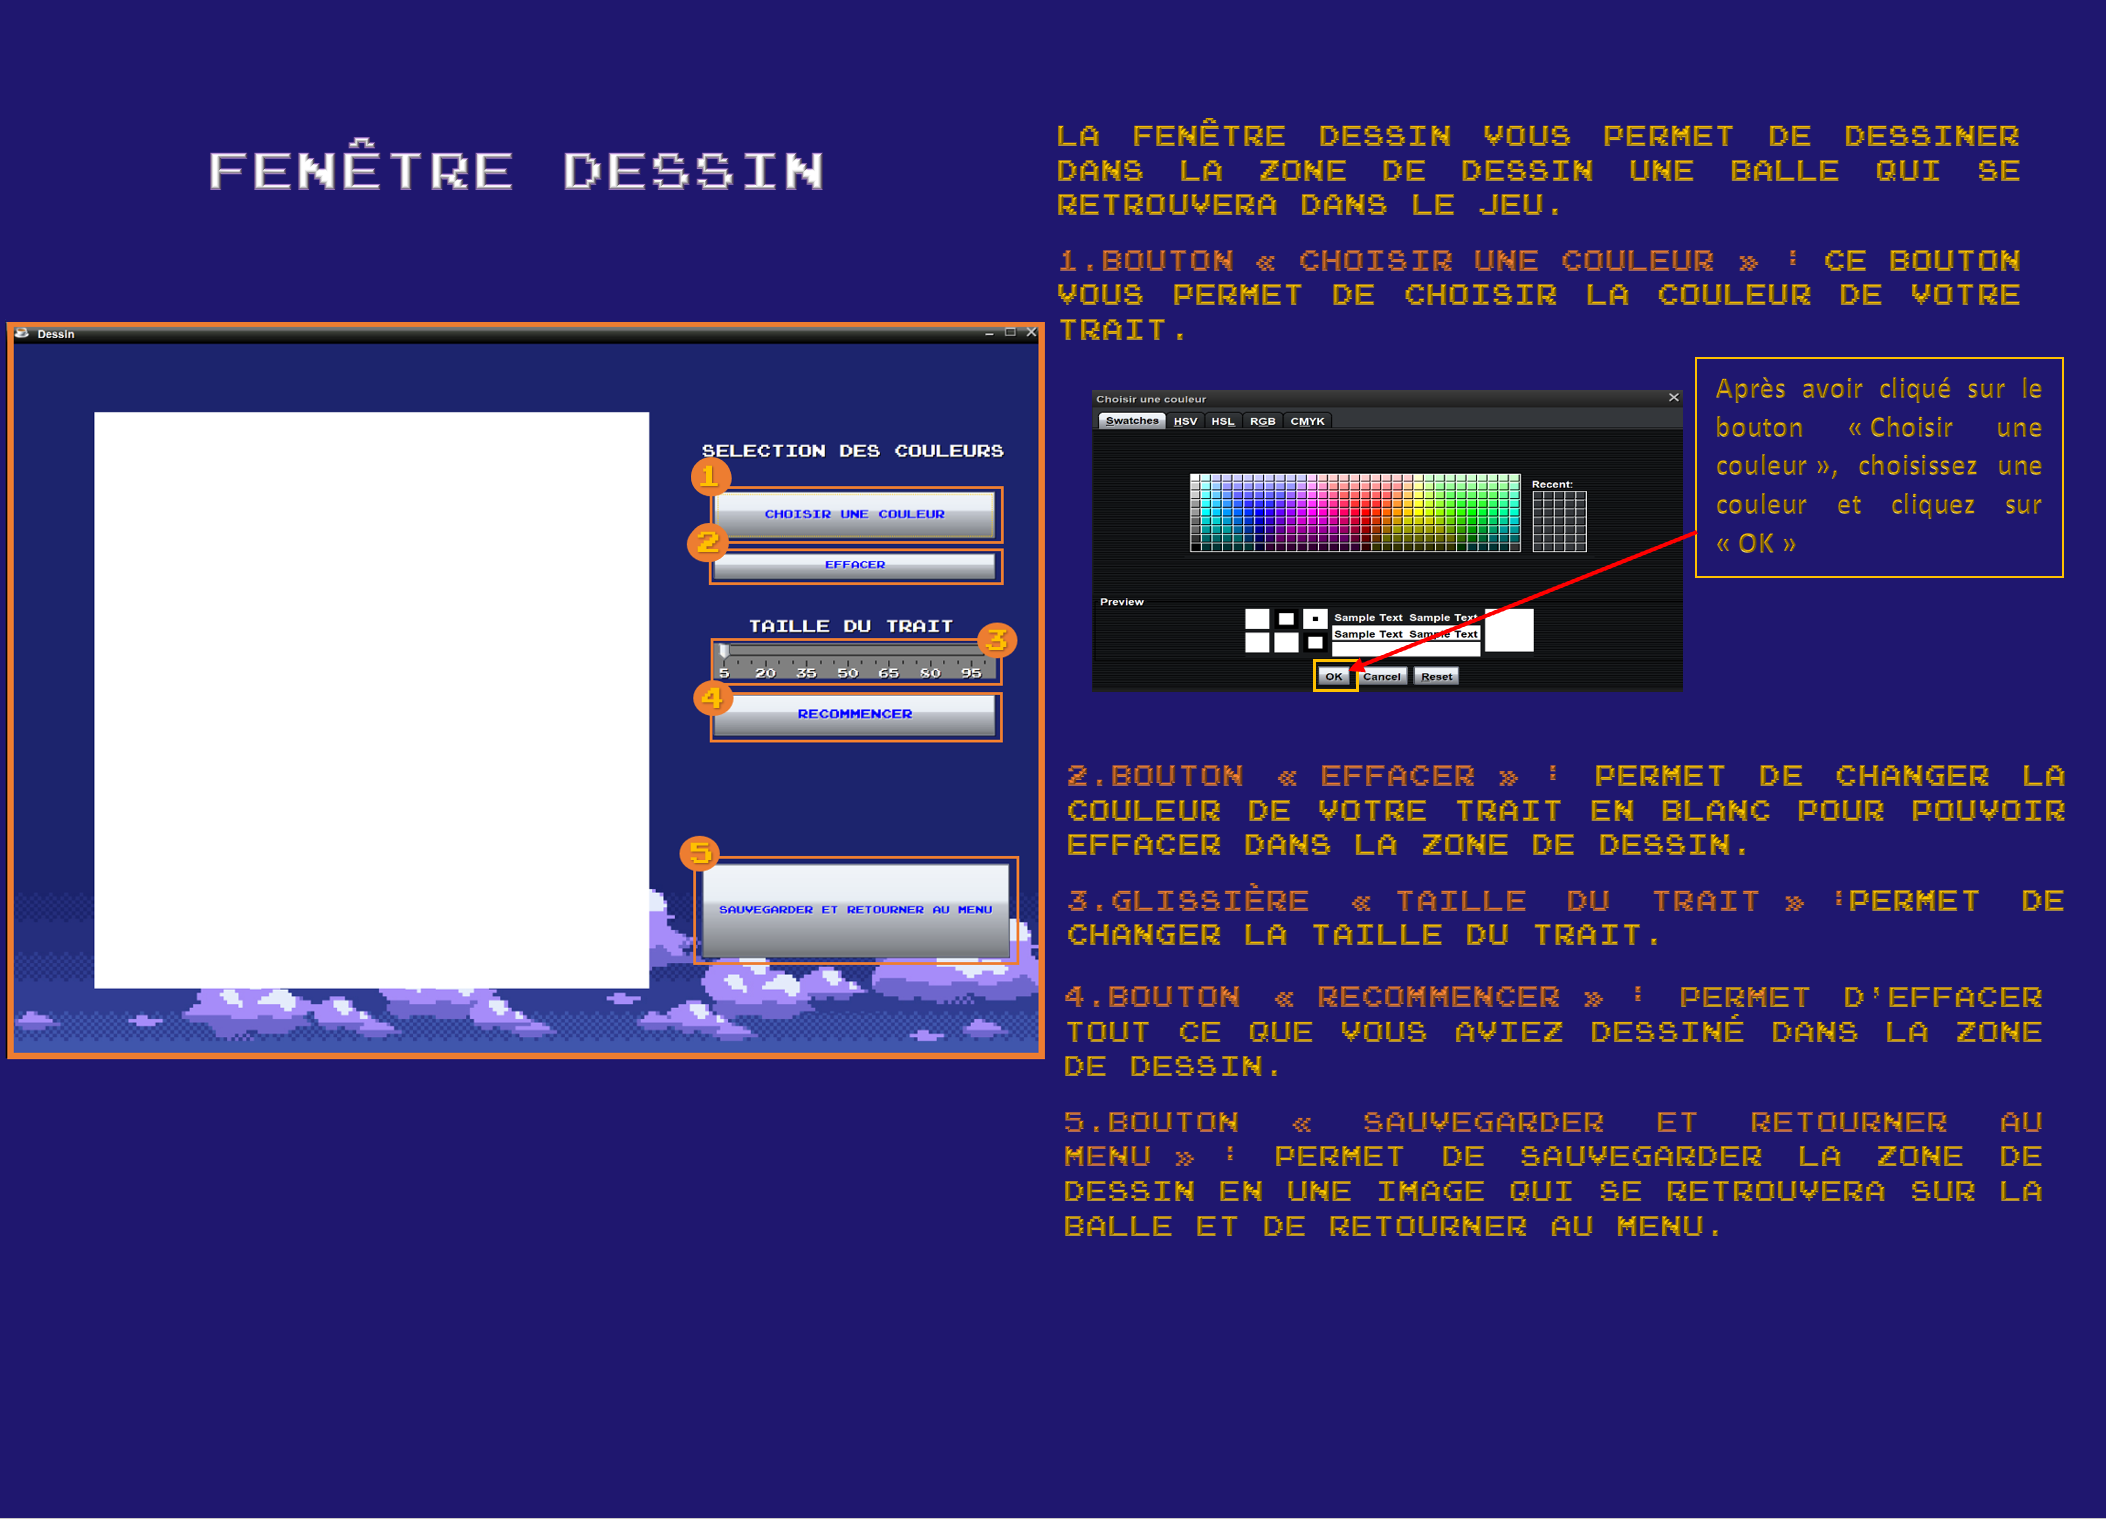 FENÊTRE DESSIN
Dessin
SELECTION DES COULEURS
1
CHOISIR UNE COULEUR
2
EFFACER
TAILLE DU TRAIT
3
5 20 35 50 65 80 95
4
RECOMMENCER
5
SAUVEGARDER ET RETOURNER AU MENU
LA FENÊTRE DESSIN VOUS PERMET DE DESSINER
DANS LA ZONE DE DESSIN UNE BALLE QUI SE
RETROUVERA DANS LE JEU.
1.BOUTON « CHOISIR UNE COULEUR » : CE BOUTON
VOUS PERMET DE CHOISIR LA COULEUR DE VOTRE
TRAIT.
Choisir une couleur
Swatches HSV HSL RGB CMYK
Recent:
Preview
Sample Text Sample Text
Sample Text Sample Text
OK Cancel Reset
Après avoir cliqué sur le
bouton « Choisir une
couleur », choisissez une
couleur et cliquez sur
« OK »
2.BOUTON « EFFACER » : PERMET DE CHANGER LA
COULEUR DE VOTRE TRAIT EN BLANC POUR POUVOIR
EFFACER DANS LA ZONE DE DESSIN.
3.GLISSIÈRE « TAILLE DU TRAIT » :PERMET DE
CHANGER LA TAILLE DU TRAIT.
4.BOUTON « RECOMMENCER » : PERMET D'EFFACER
TOUT CE QUE VOUS AVIEZ DESSINÉ DANS LA ZONE
DE DESSIN.
5.BOUTON « SAUVEGARDER ET RETOURNER AU
MENU » : PERMET DE SAUVEGARDER LA ZONE DE
DESSIN EN UNE IMAGE QUI SE RETROUVERA SUR LA
BALLE ET DE RETOURNER AU MENU.